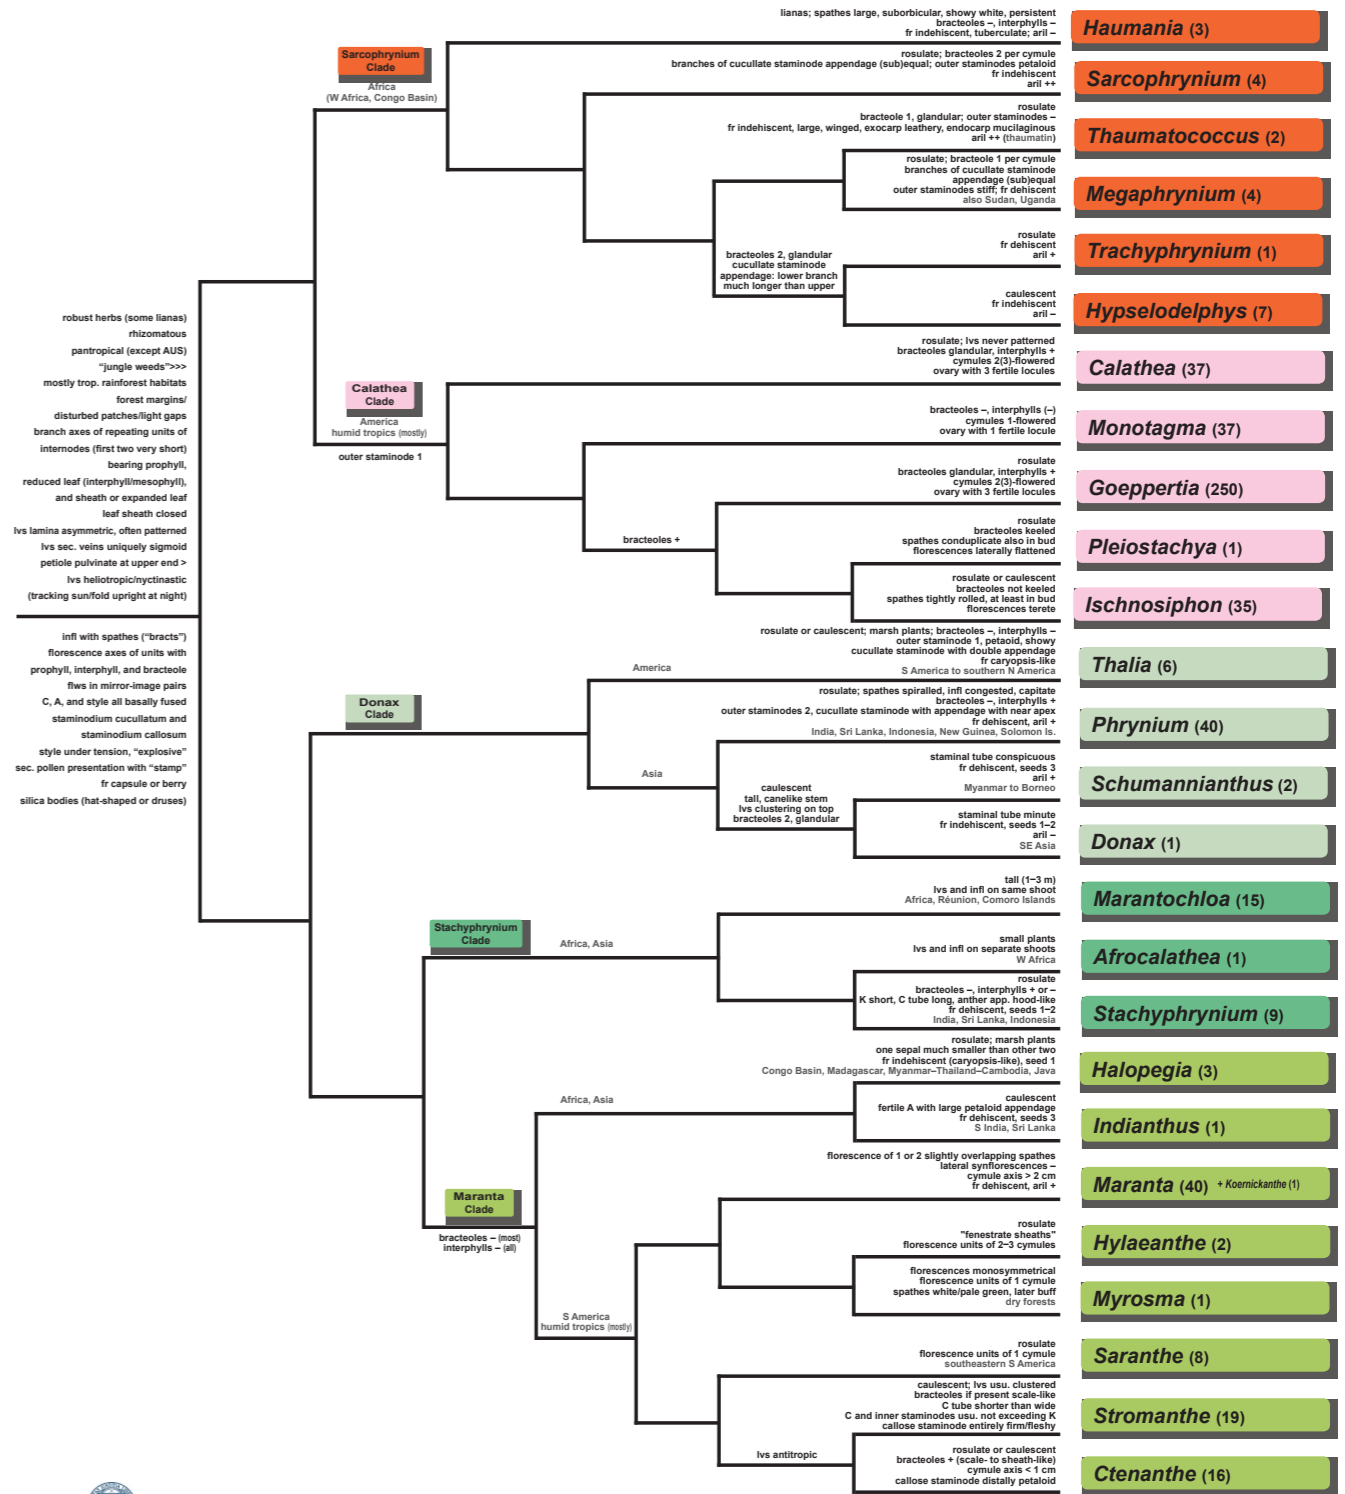 lianas; spathes large, suborbicular, showy white, persistent
bracteoles –, interphylls –
fr indehiscent, tuberculate; aril –
Haumania (3)
Sarcophrynium
Clade
Africa
(W Africa, Congo Basin)
rosulate; bracteoles 2 per cymule
branches of cucullate staminode appendage (sub)equal; outer staminodes petaloid
fr indehiscent
aril ++
Sarcophrynium (4)
rosulate
bracteole 1, glandular; outer staminodes –
fr indehiscent, large, winged, exocarp leathery, endocarp mucilaginous
aril ++ (thaumatin)
Thaumatococcus (2)
rosulate; bracteole 1 per cymule
branches of cucullate staminode
appendage (sub)equal
outer staminodes stiff; fr dehiscent
also Sudan, Uganda
Megaphrynium (4)
bracteoles 2, glandular
cucullate staminode
appendage: lower branch
much longer than upper
rosulate
fr dehiscent
aril +
Trachyphrynium (1)
caulescent
fr indehiscent
aril –
Hypselodelphys (7)
robust herbs (some lianas)
rhizomatous
pantropical (except AUS)
“jungle weeds”>>>
mostly trop. rainforest habitats
forest margins/
disturbed patches/light gaps
branch axes of repeating units of
internodes (first two very short)
bearing prophyll,
reduced leaf (interphyll/mesophyll),
and sheath or expanded leaf
leaf sheath closed
lvs lamina asymmetric, often patterned
lvs sec. veins uniquely sigmoid
petiole pulvinate at upper end >
lvs heliotropic/nyctinastic
(tracking sun/fold upright at night)
infl with spathes (“bracts”)
florescence axes of units with
prophyll, interphyll, and bracteole
flws in mirror-image pairs
C, A, and style all basally fused
staminodium cucullatum and
staminodium callosum
style under tension, “explosive”
sec. pollen presentation with “stamp”
fr capsule or berry
silica bodies (hat-shaped or druses)
Calathea
Clade
America
humid tropics (mostly)
outer staminode 1
rosulate; lvs never patterned
bracteoles glandular, interphylls +
cymules 2(3)-flowered
ovary with 3 fertile locules
Calathea (37)
bracteoles –, interphylls (–)
cymules 1-flowered
ovary with 1 fertile locule
Monotagma (37)
bracteoles +
rosulate
bracteoles glandular, interphylls +
cymules 2(3)-flowered
ovary with 3 fertile locules
Goeppertia (250)
rosulate
bracteoles keeled
spathes conduplicate also in bud
florescences laterally flattened
Pleiostachya (1)
rosulate or caulescent
bracteoles not keeled
spathes tightly rolled, at least in bud
florescences terete
Ischnosiphon (35)
Donax
Clade
America
rosulate or caulescent; marsh plants; bracteoles –, interphylls –
outer staminode 1, petaoid, showy
cucullate staminode with double appendage
fr caryopsis-like
S America to southern N America
Thalia (6)
Asia
rosulate; spathes spiralled, infl congested, capitate
bracteoles –, interphylls +
outer staminodes 2, cucullate staminode with appendage with near apex
fr dehiscent, aril +
India, Sri Lanka, Indonesia, New Guinea, Solomon Is.
Phrynium (40)
caulescent
tall, canelike stem
lvs clustering on top
bracteoles 2, glandular
staminal tube conspicuous
fr dehiscent, seeds 3
aril +
Myanmar to Borneo
Schumannianthus (2)
staminal tube minute
fr indehiscent, seeds 1–2
aril –
SE Asia
Donax (1)
Stachyphrynium
Clade
Africa, Asia
tall (1–3 m)
lvs and infl on same shoot
Africa, Réunion, Comoro Islands
Marantochloa (15)
small plants
lvs and infl on separate shoots
W Africa
Afrocalathea (1)
rosulate
bracteoles –, interphylls + or –
K short, C tube long, anther app. hood-like
fr dehiscent, seeds 1–2
India, Sri Lanka, Indonesia
Stachyphrynium (9)
Maranta
Clade
bracteoles – (most)
interphylls – (all)
Africa, Asia
rosulate; marsh plants
one sepal much smaller than other two
fr indehiscent (caryopsis-like), seed 1
Congo Basin, Madagascar, Myanmar–Thailand–Cambodia, Java
Halopegia (3)
caulescent
fertile A with large petaloid appendage
fr dehiscent, seeds 3
S India, Sri Lanka
Indianthus (1)
S America
humid tropics (mostly)
florescence of 1 or 2 slightly overlapping spathes
lateral synflorescences –
cymule axis > 2 cm
fr dehiscent, aril +
Maranta (40) + Koernickanthe (1)
rosulate
"fenestrate sheaths"
florescence units of 2–3 cymules
Hylaeanthe (2)
florescences monosymmetrical
florescence units of 1 cymule
spathes white/pale green, later buff
dry forests
Myrosma (1)
rosulate
florescence units of 1 cymule
southeastern S America
Saranthe (8)
lvs antitropic
caulescent; lvs usu. clustered
bracteoles if present scale-like
C tube shorter than wide
C and inner staminodes usu. not exceeding K
callose staminode entirely firm/fleshy
Stromanthe (19)
rosulate or caulescent
bracteoles + (scale- to sheath-like)
cymule axis < 1 cm
callose staminode distally petaloid
Ctenanthe (16)